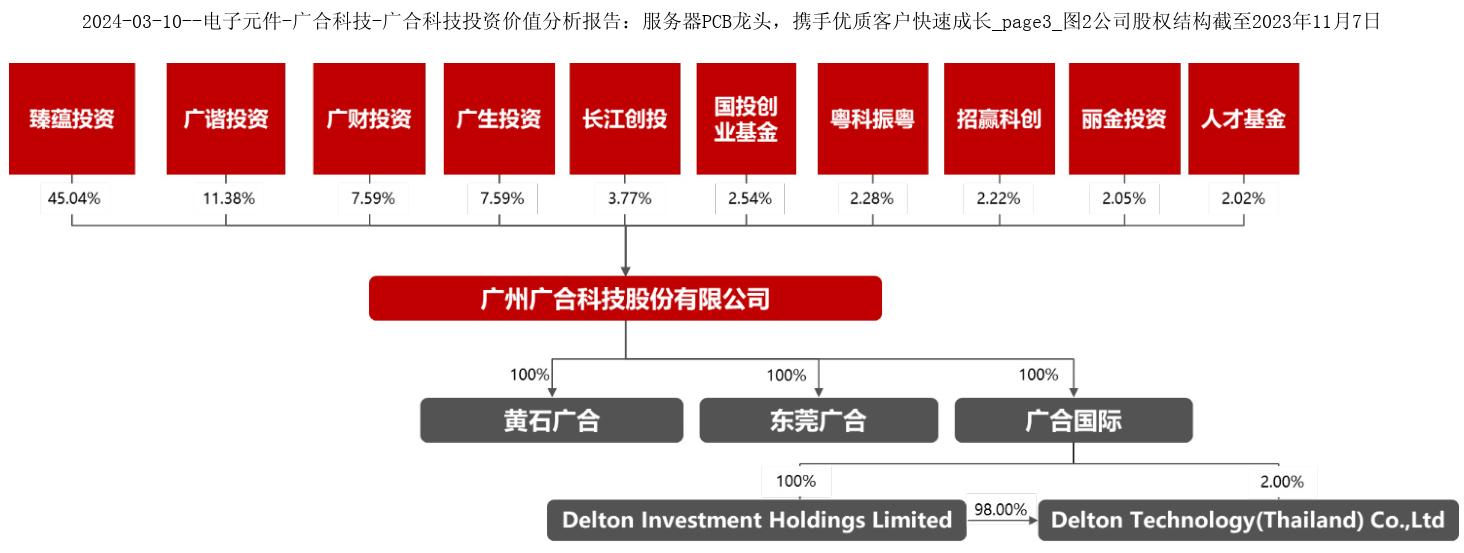 2024-03-10--电子元件-广合科技-广合科技投资价值分析报告：服务器PCB龙头，携手优质客户快速成长_page3_图2公司股权结构截至2023年11月7日
臻蕴投资
广谐投资
广财投资
广生投资
长江创投
国投创
业基金
粤科振粤
招赢科创
丽金投资
人才基金
45.04%
11.38%
7.59%
7.59%
3.77%
2.54%
2.28%
2.22%
2.05%
2.02%
广州广合科技股份有限公司
100%
100%
100%
黄石广合
东莞广合
广合国际
100%
2.00%
Delton Investment Holdings Limited
98.00%
Delton Technology(Thailand) Co.,Ltd